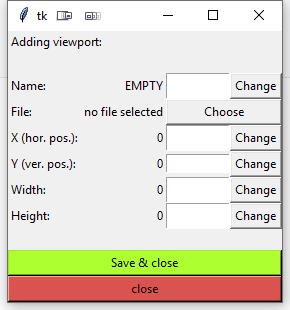 tk
Adding viewport:
Name: EMPTY Change
File: no file selected Choose
X (hor. pos.): 0 Change
Y (ver. pos.): 0 Change
Width: 0 Change
Height: 0 Change
Save & close
close